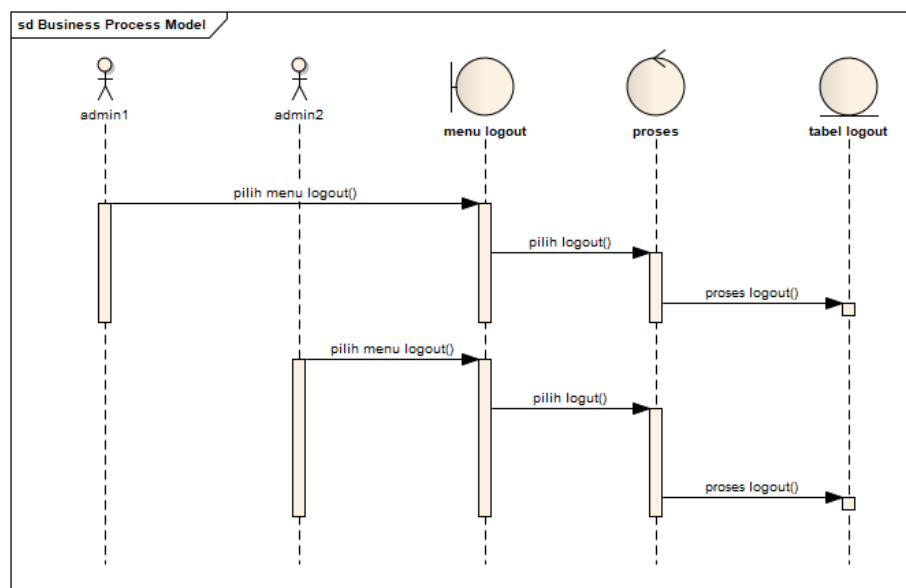 sd Business Process Model
admin1
admin2
menu logout
proses
tabel logout
pilih menu logout()
pilih logout()
proses logout()
pilih menu logout()
pilih logut()
proses logout()